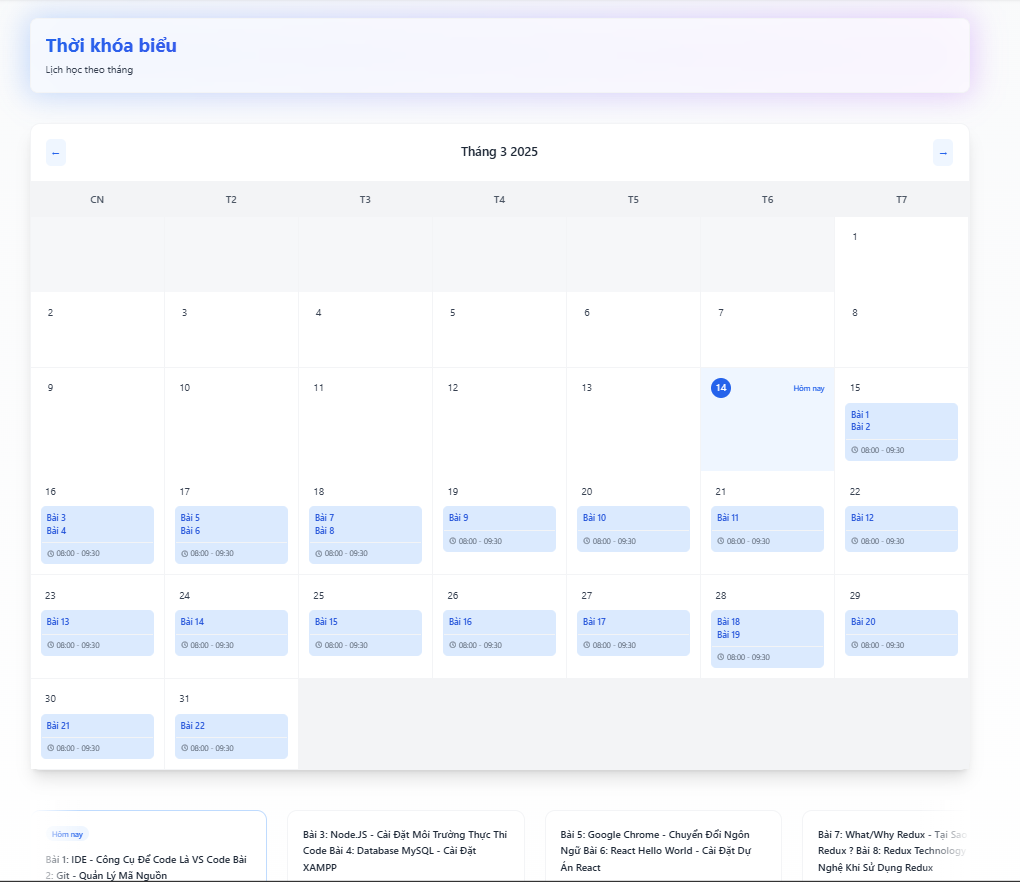 Thời khóa biểu
Lịch học theo tháng
←
Tháng 3 2025
→
CN T2 T3 T4 T5 T6 T7
1
2 3 4 5 6 7 8
9 10 11 12 13 14 Hôm nay 15
Bài 1
Bài 2
08:00 - 09:30
16 17 18 19 20 21 22
Bài 3 Bài 5 Bài 7 Bài 9 Bài 10 Bài 11 Bài 12
Bài 4 Bài 6 Bài 8
08:00 - 09:30 08:00 - 09:30 08:00 - 09:30 08:00 - 09:30 08:00 - 09:30 08:00 - 09:30 08:00 - 09:30
23 24 25 26 27 28 29
Bài 13 Bài 14 Bài 15 Bài 16 Bài 17 Bài 18 Bài 20
Bài 19
08:00 - 09:30 08:00 - 09:30 08:00 - 09:30 08:00 - 09:30 08:00 - 09:30 08:00 - 09:30 08:00 - 09:30
30 31
Bài 21 Bài 22
08:00 - 09:30 08:00 - 09:30
Hôm nay
Bài 1: IDE - Công Cụ Để Code Là VS Code Bài
2: Git - Quản Lý Mã Nguồn
Bài 3: Node.JS - Cài Đặt Môi Trường Thực Thi
Code Bài 4: Database MySQL - Cài Đặt
XAMPP
Bài 5: Google Chrome - Chuyển Đổi Ngôn
Ngữ Bài 6: React Hello World - Cài Đặt Dự
Án React
Bài 7: What/Why Redux - Tại Sao
Redux ? Bài 8: Redux Technology
Nghệ Khi Sử Dụng Redux